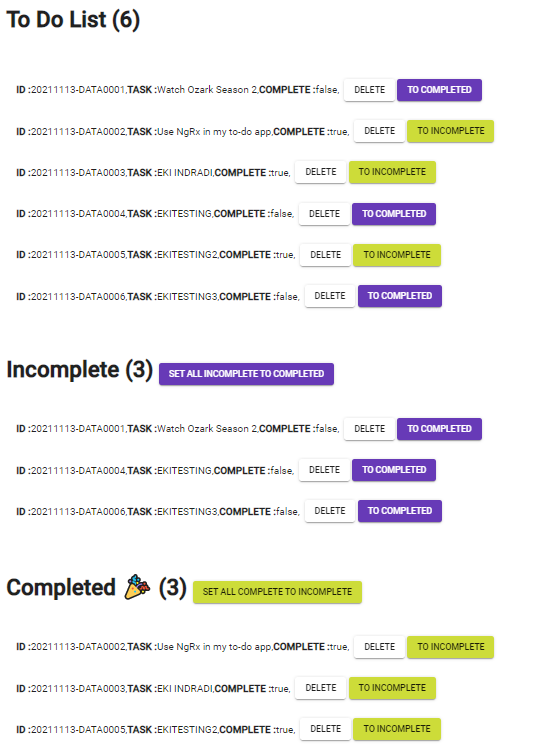 To Do List (6)
ID :20211113-DATA0001,TASK :Watch Ozark Season 2,COMPLETE :false, DELETE TO COMPLETED
ID :20211113-DATA0002,TASK :Use NgRx in my to-do app,COMPLETE :true, DELETE TO INCOMPLETE
ID :20211113-DATA0003,TASK :EKI INDRADI,COMPLETE :true, DELETE TO INCOMPLETE
ID :20211113-DATA0004,TASK :EKITESTING,COMPLETE :false, DELETE TO COMPLETED
ID :20211113-DATA0005,TASK :EKITESTING2,COMPLETE :true, DELETE TO INCOMPLETE
ID :20211113-DATA0006,TASK :EKITESTING3,COMPLETE :false, DELETE TO COMPLETED
Incomplete (3) SET ALL INCOMPLETE TO COMPLETED
ID :20211113-DATA0001,TASK :Watch Ozark Season 2,COMPLETE :false, DELETE TO COMPLETED
ID :20211113-DATA0004,TASK :EKITESTING,COMPLETE :false, DELETE TO COMPLETED
ID :20211113-DATA0006,TASK :EKITESTING3,COMPLETE :false, DELETE TO COMPLETED
Completed 🎉 (3) SET ALL COMPLETE TO INCOMPLETE
ID :20211113-DATA0002,TASK :Use NgRx in my to-do app,COMPLETE :true, DELETE TO INCOMPLETE
ID :20211113-DATA0003,TASK :EKI INDRADI,COMPLETE :true, DELETE TO INCOMPLETE
ID :20211113-DATA0005,TASK :EKITESTING2,COMPLETE :true, DELETE TO INCOMPLETE